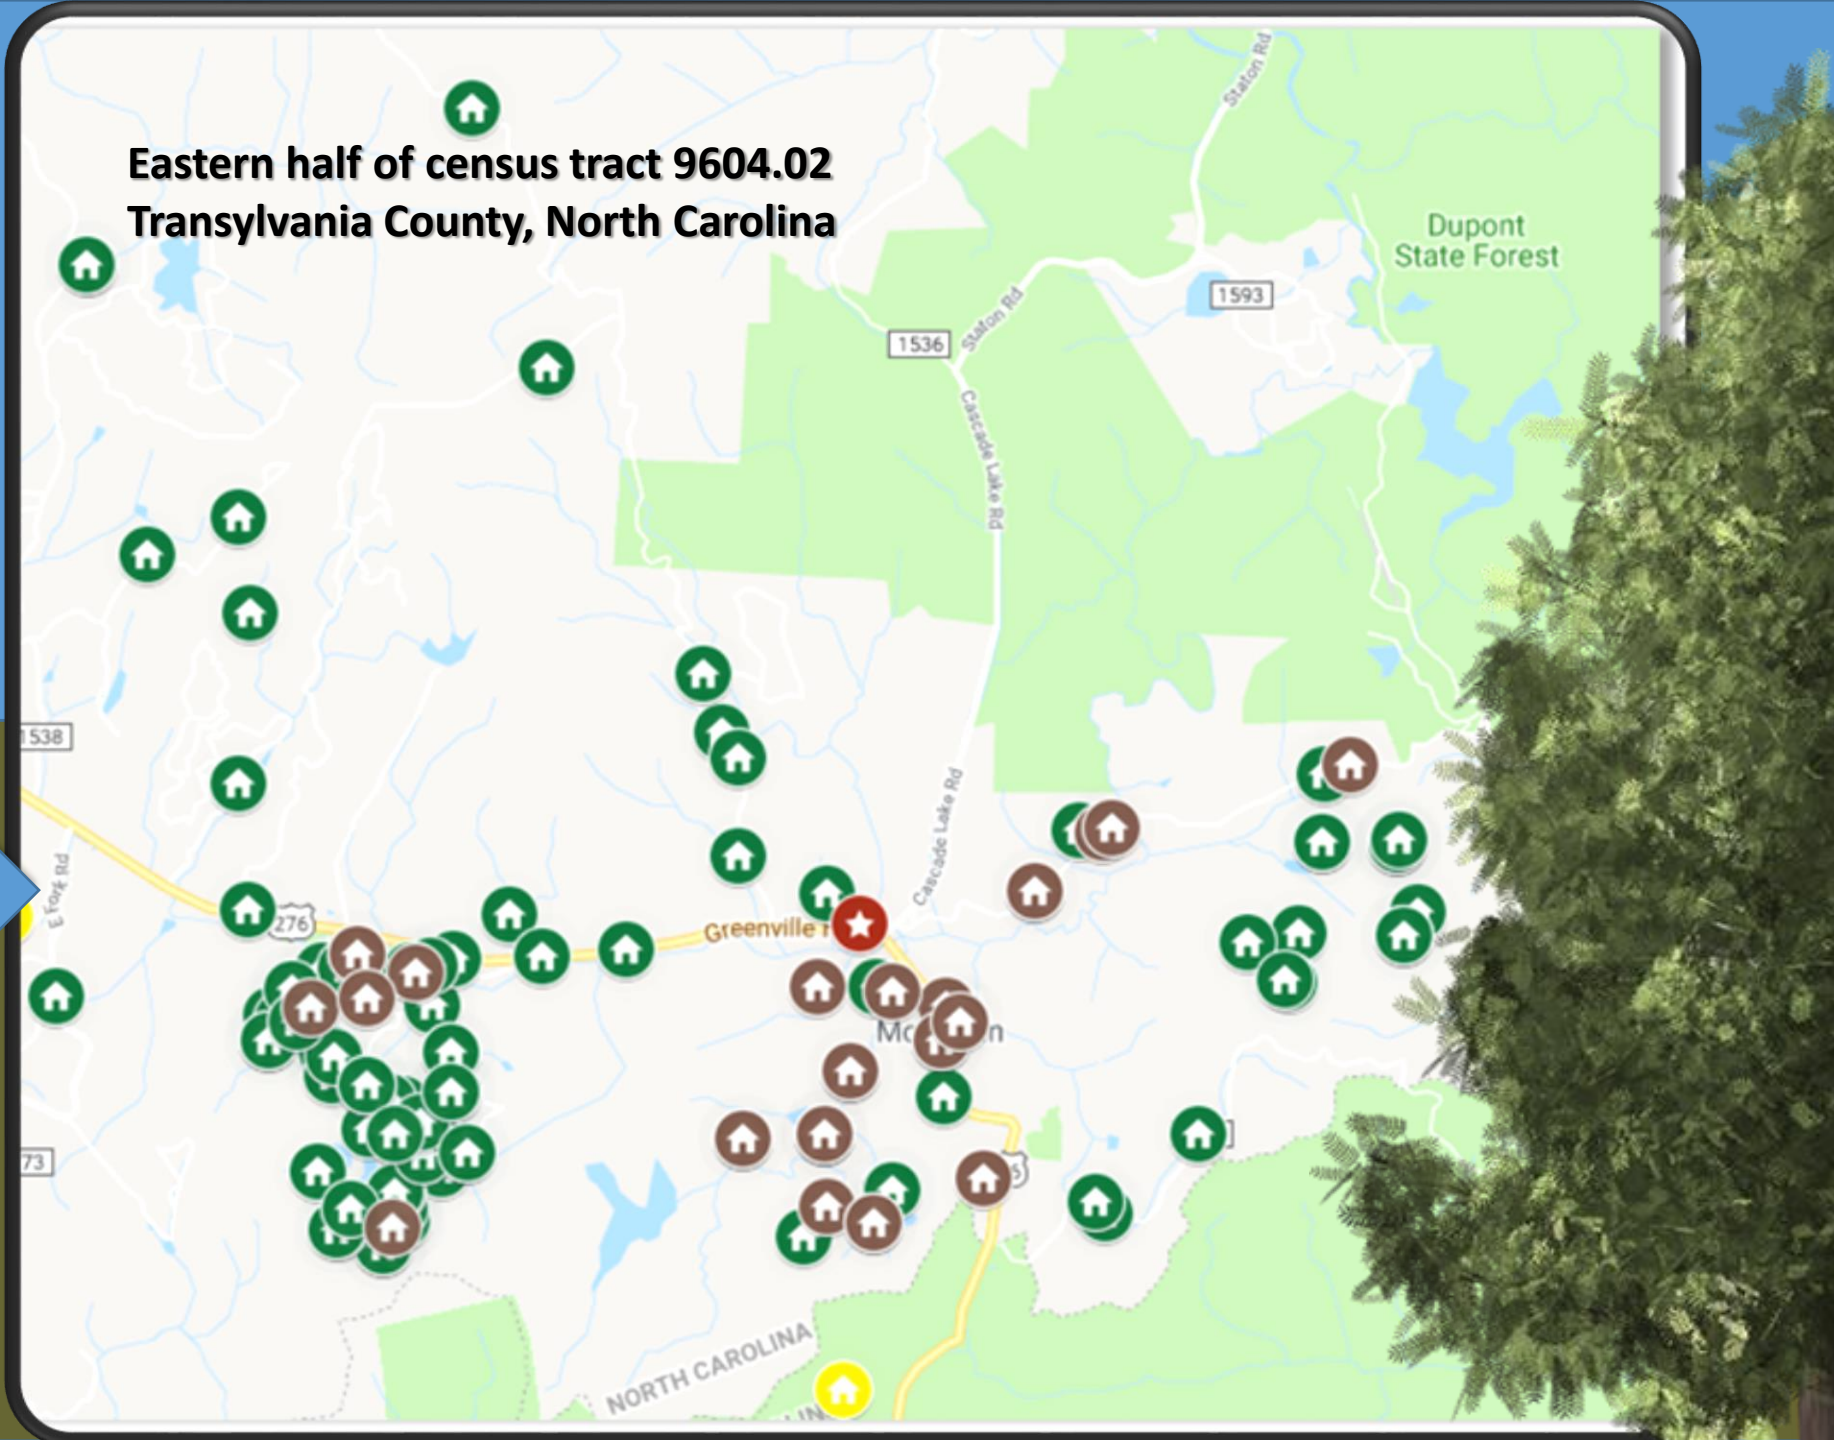 Staton Rd
Eastern half of census tract 9604.02
Transylvania County, North Carolina
Dupont
State Forest
1593
Staton Rd
1536
Cascade Lake Rd
1538
Cascade Lake Rd
E Fork Rd
276
Greenville
73
NORTH CAROLINA